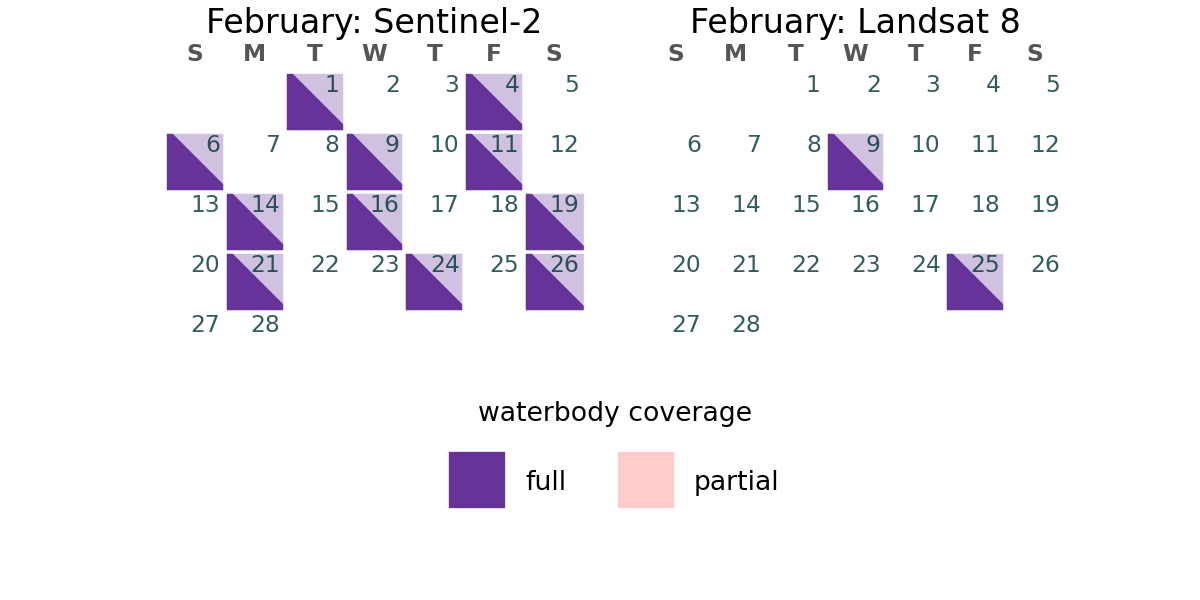 February: Sentinel-2
S M T W T F S
1 2 3 4 5
6 7 8 9 10 11 12
13 14 15 16 17 18 19
20 21 22 23 24 25 26
27 28
February: Landsat 8
S M T W T F S
1 2 3 4 5
6 7 8 9 10 11 12
13 14 15 16 17 18 19
20 21 22 23 24 25 26
27 28
waterbody coverage
full partial